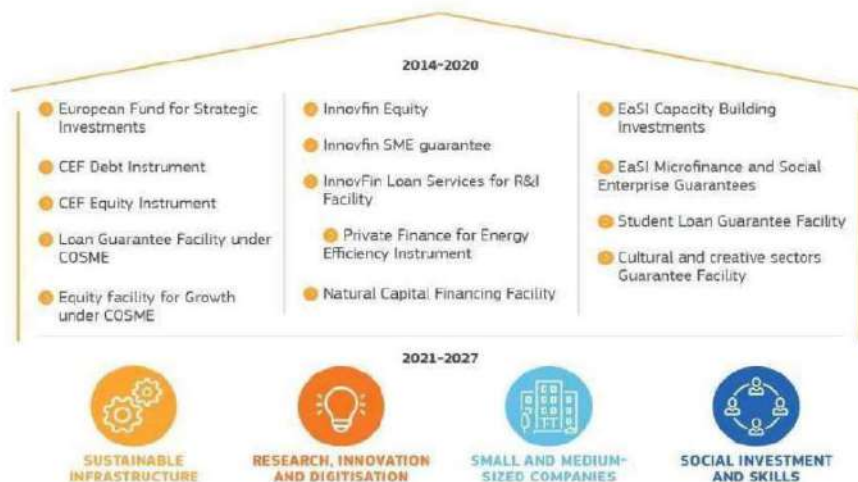 2014-2020
European Fund for Strategic
Investments
CEF Debt Instrument
CEF Equity Instrument
Loan Guarantee Facility under
COSME
Equity facility for Growth
under COSME
Innovfin Equity
Innovfin SME guarantee
InnovFin Loan Services for R&I
Facility
Private Finance for Energy
Efficiency Instrument
Natural Capital Financing Facility
EaSI Capacity Building
Investments
EaSI Microfinance and Social
Enterprise Guarantees
Student Loan Guarantee Facility
Cultural and creative sectors
Guarantee Facility
2021-2027
SUSTAINABLE
INFRASTRUCTURE
RESEARCH, INNOVATION
AND DIGITISATION
SMALL AND MEDIUM-
SIZED COMPANIES
SOCIAL INVESTMENT
AND SKILLS